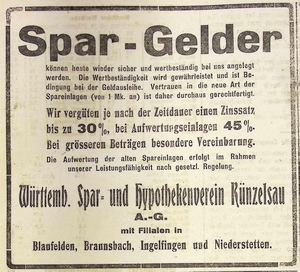 Spar-Gelder
können heute wieder sicher und wertbeständig bei uns angelegt
werden. Die Wertbeständigkeit wird gewährleistet und ist Be-
dingung bei der Geldausleihe. Vertrauen in die neue Art der
Spareinlagen (von 1 Mk. an) ist daher durchaus gerechtfertigt.
Wir vergüten je nach Zeitdauer einen Zinssatz
bis zu 30%, bei Aufwertungseinlagen 45%.
Bei grösseren Beträgen besondere Vereinbarung.
Die Aufwertung der alten Spareinlagen erfolgt im Rahmen
unserer Leistungsfähigkeit nach gesetzl. Regelung.
Württemb. Spar- und Hypothekenverein Künzelsau
A.-G.
mit Filialen in
Blaufelden, Braunsbach, Ingelfingen und Niederstetten.